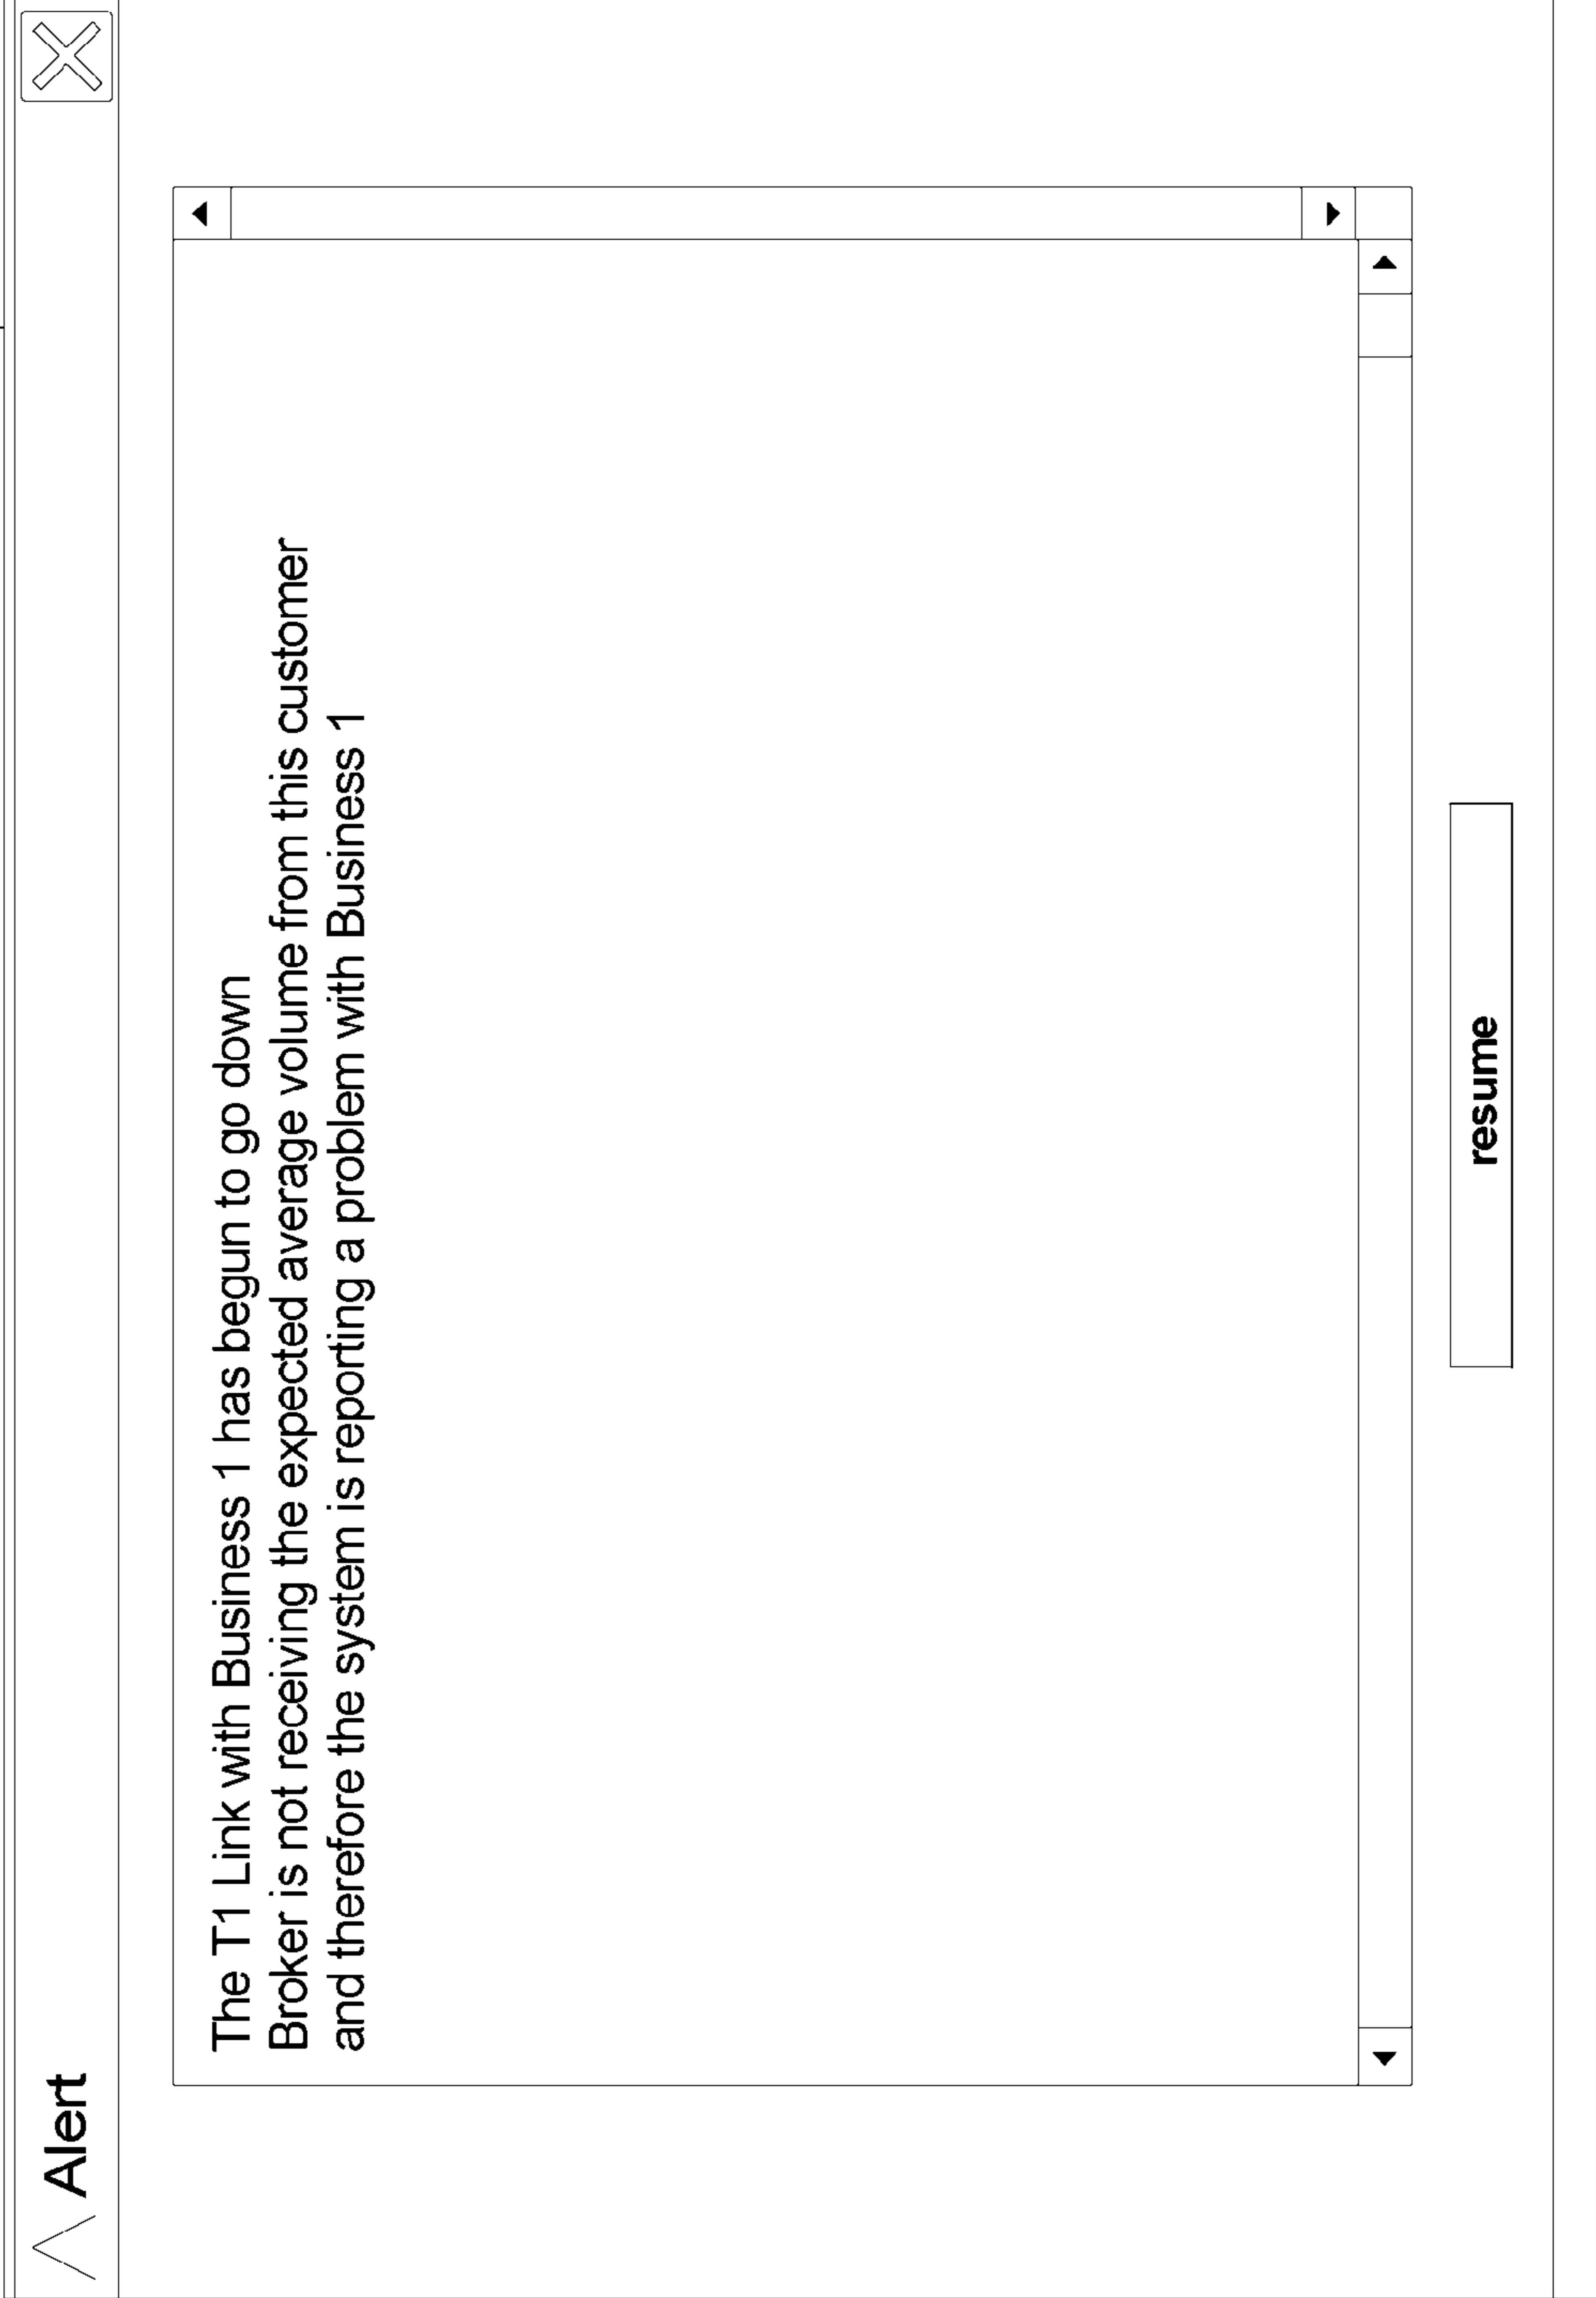 Alert
The T1 Link with Business 1 has begun to go down
Broker is not receiving the expected average volume from this customer
and therefore the system is reporting a problem with Business 1
resume